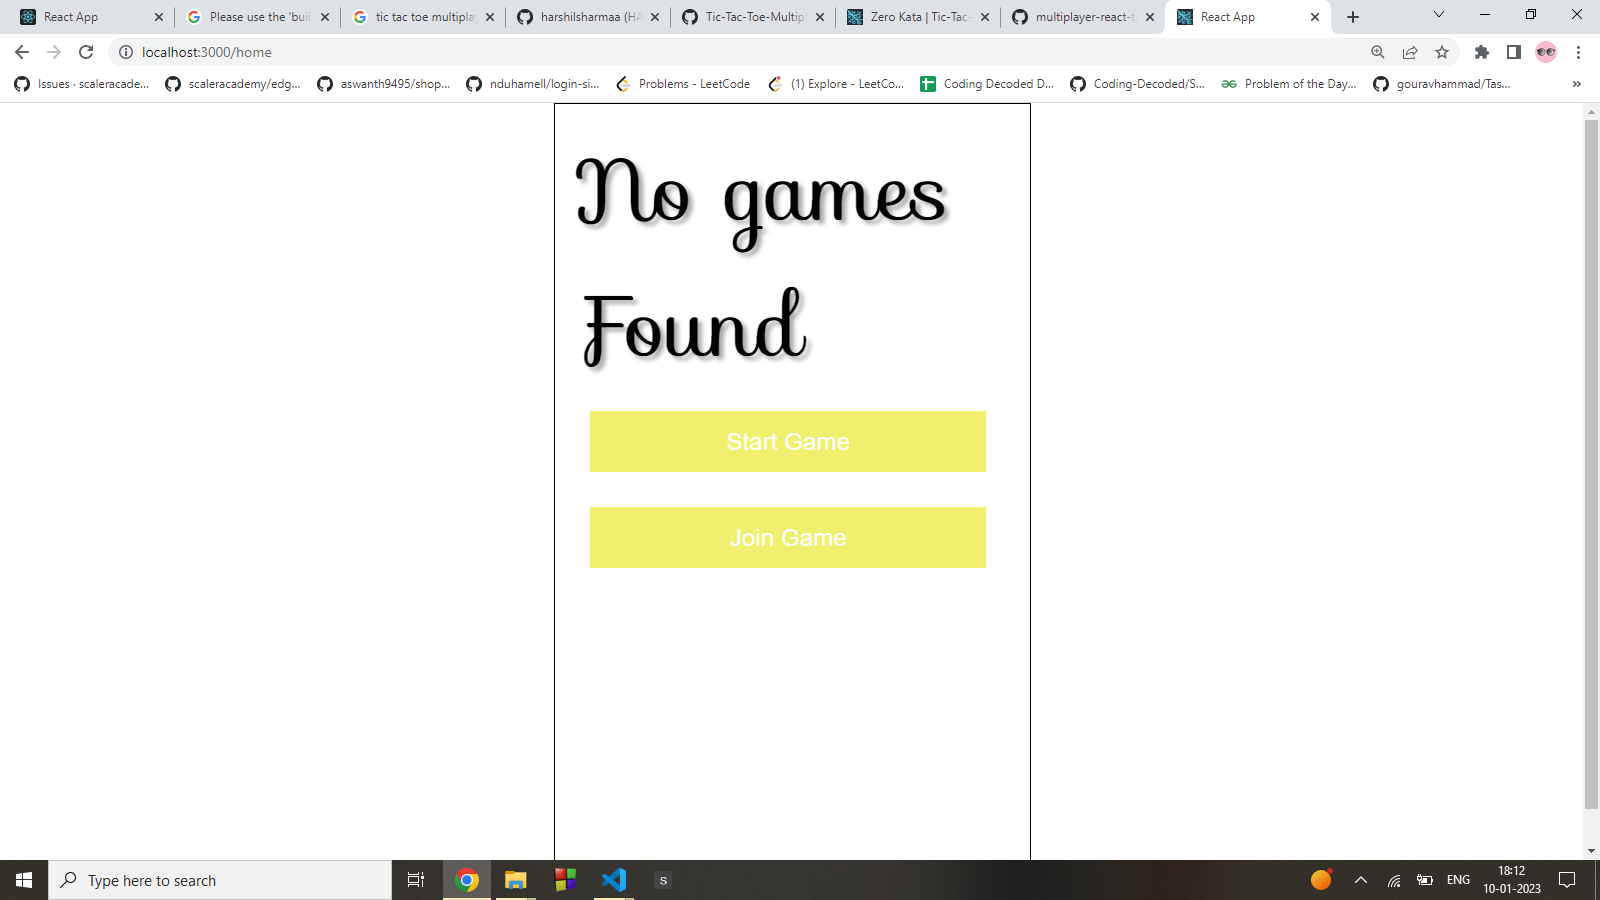 React App
Please use the 'buil
tic tac toe multipla
harshilsharmaa (HA
Tic-Tac-Toe-Multipl
Zero Kata | Tic-Tac-
multiplayer-react-t
React App
localhost:3000/home
Issues · scaleracade...
scaleracademy/edg...
aswanth9495/shop...
nduhamell/login-si...
Problems - LeetCode
(1) Explore - LeetCo...
Coding Decoded D...
Coding-Decoded/S...
Problem of the Day...
gouravhammad/Tas...
»
No games
Found
Start Game
Join Game
Type here to search
S
ENG
18:12
10-01-2023